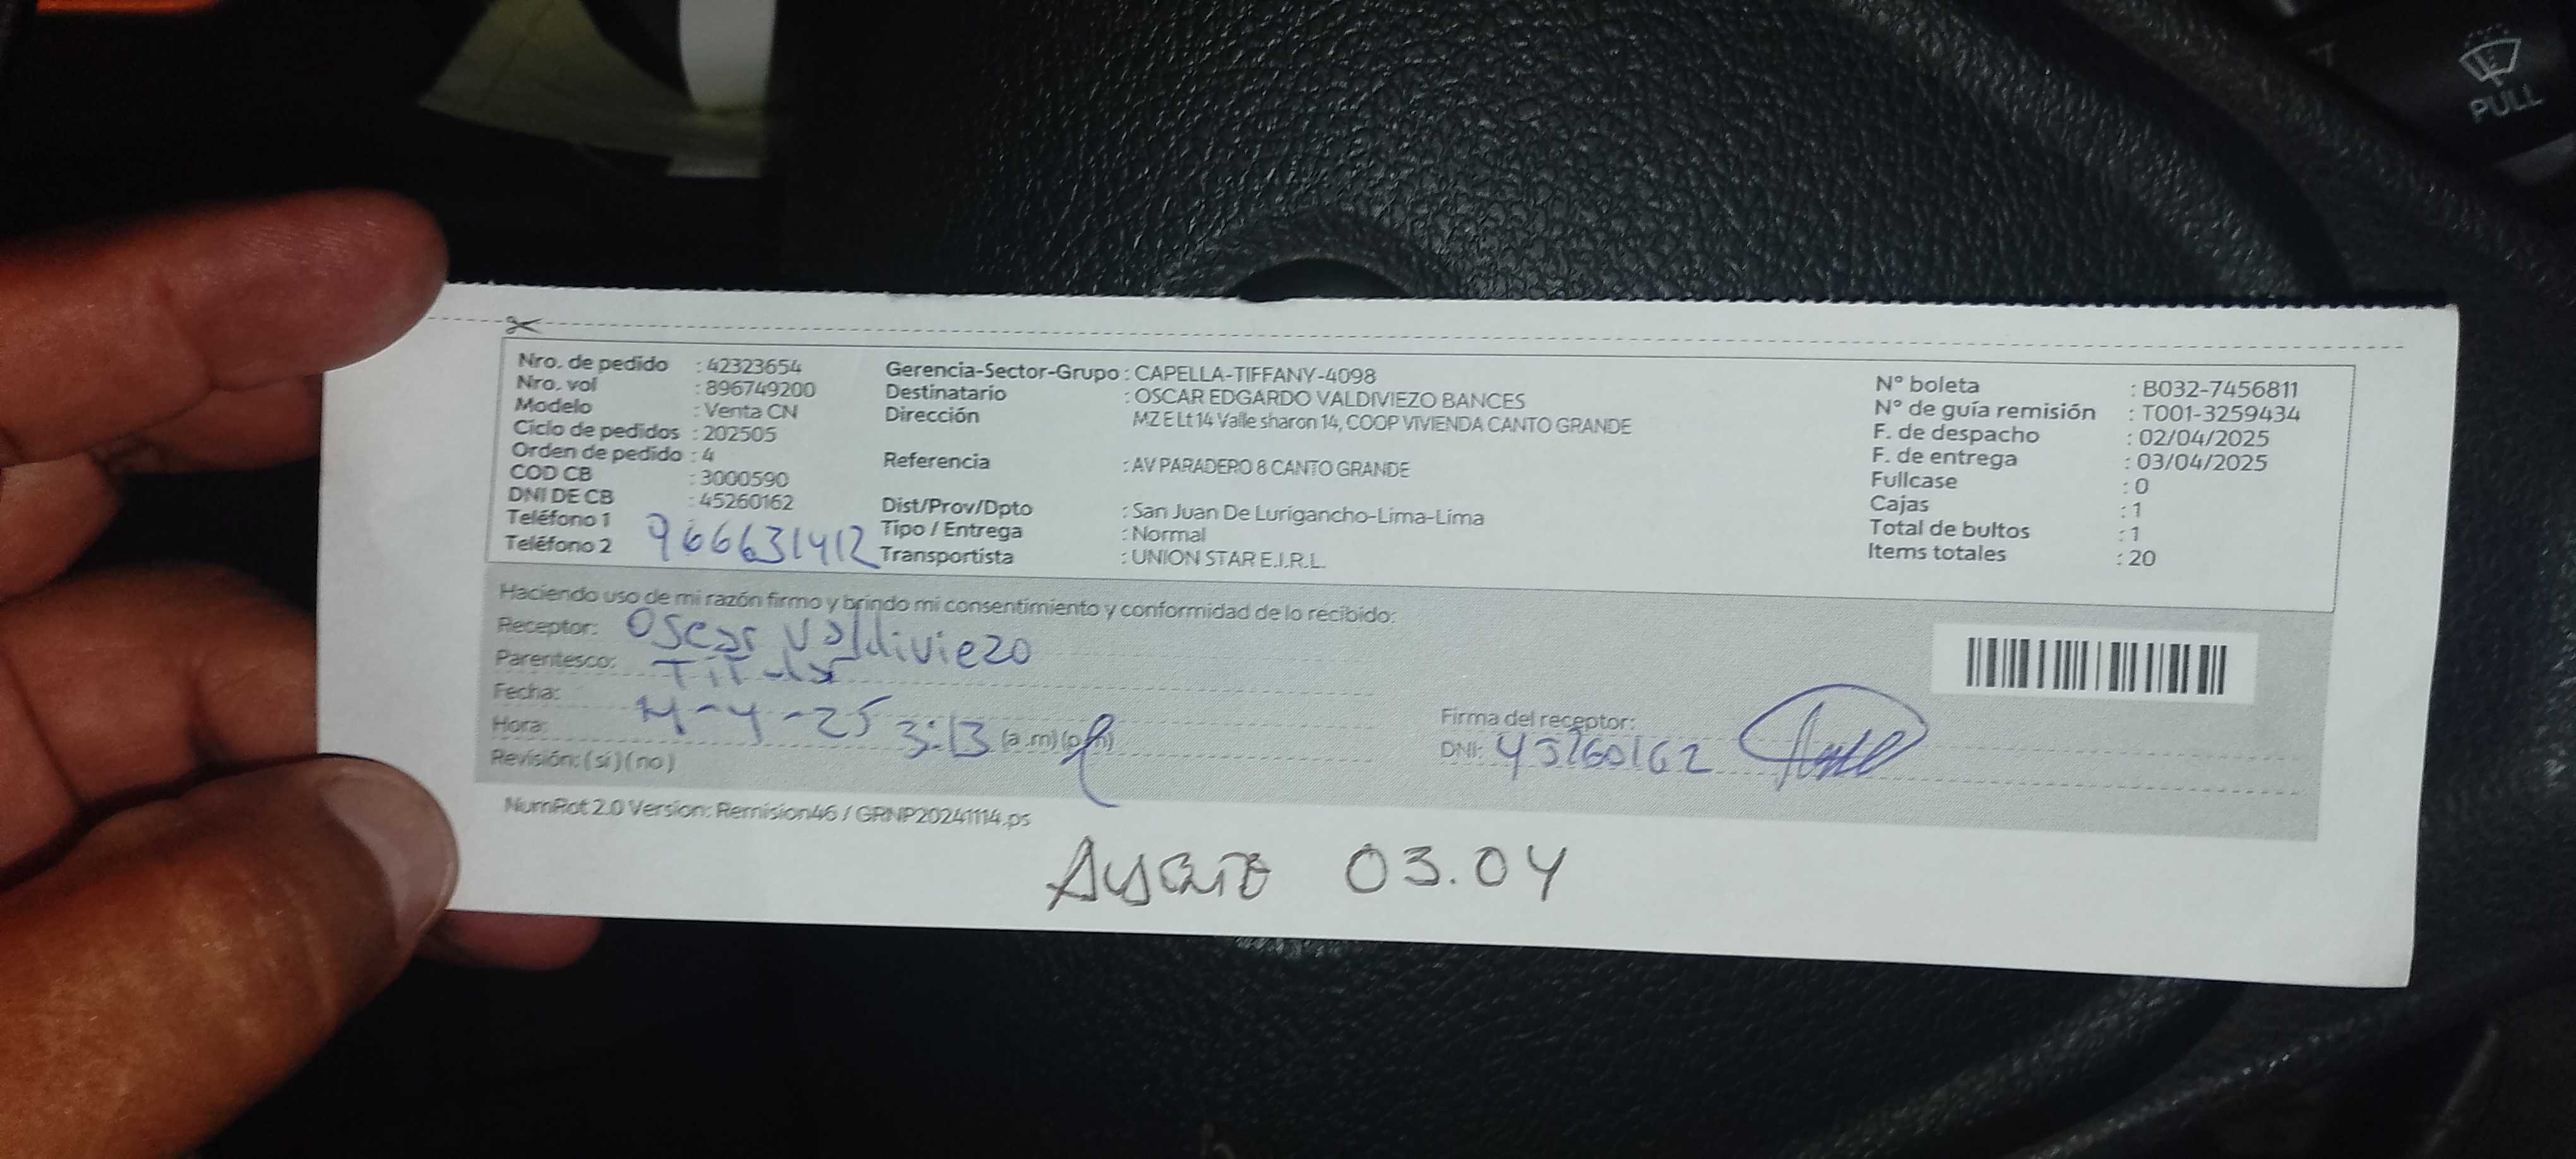 Nro. de pedido : 42323654
Nro. vol : 896749200
Modelo : Venta CN
Ciclo de pedidos : 202505
Orden de pedido : 4
COD CB : 3000590
DNI DE CB : 45260162
Teléfono 1
Teléfono 2 966631412
Gerencia-Sector-Grupo : CAPELLA-TIFFANY-4098
Destinatario : OSCAR EDGARDO VALDIVIEZO BANCES
Dirección MZ E Lt 14 Valle sharon 14, COOP VIVIENDA CANTO GRANDE
Referencia : AV PARADERO 8 CANTO GRANDE
Dist/Prov/Dpto : San Juan De Lurigancho-Lima-Lima
Tipo / Entrega : Normal
Transportista : UNION STAR E.I.R.L.
N° boleta : B032-7456811
N° de guía remisión : T001-3259434
F. de despacho : 02/04/2025
F. de entrega : 03/04/2025
Fullcase : 0
Cajas : 1
Total de bultos : 1
Items totales : 20
Haciendo uso de mi razón firmo y brindo mi consentimiento y conformidad de lo recibido:
Receptor: Oscar Valdiviezo
Parentesco: Titular
Fecha: 4-25
Hora: 3:13 (a.m) (p.m)
Revisión: (si) (no)
Firma del receptor:
DNI: 45260162
NumRot 2.0 Version: Remision46 / GRNP20241114.ps
03.04
PULL